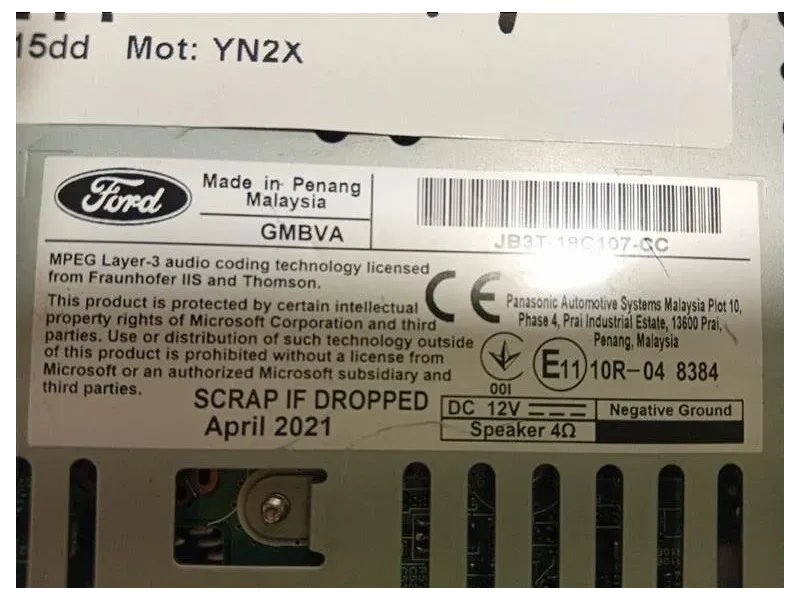 15dd Mot: YN2X
Ford
Made in Penang
Malaysia
GMBVA
JB3T-19C107-CC
MPEG Layer-3 audio coding technology licensed
from Fraunhofer IIS and Thomson.
This product is protected by certain intellectual
property rights of Microsoft Corporation and third
parties. Use or distribution of such technology outside
of this product is prohibited without a license from
Microsoft or an authorized Microsoft subsidiary and
third parties.
SCRAP IF DROPPED
April 2021
CE
Panasonic Automotive Systems Malaysia Plot 10,
Phase 4, Prai Industrial Estate, 13600 Prai,
Penang, Malaysia
001
E11 10R-04 8384
DC 12V
Negative Ground
Speaker 4Ω